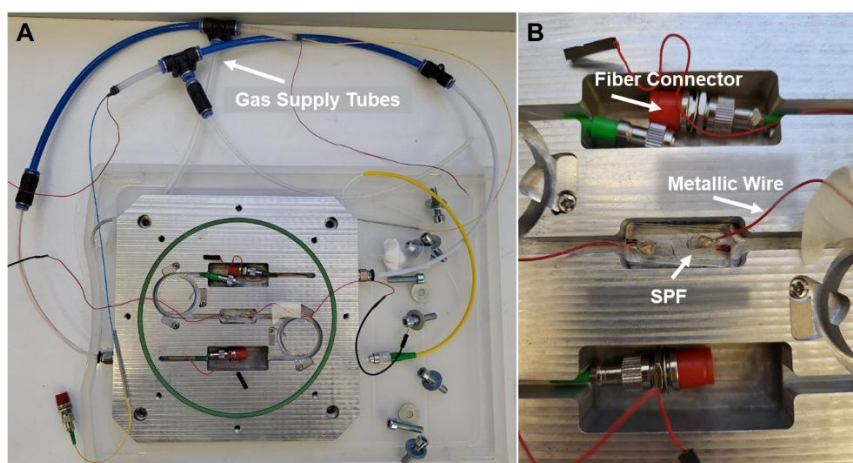 A
Gas Supply Tubes
B
Fiber Connector
Metallic Wire
SPF